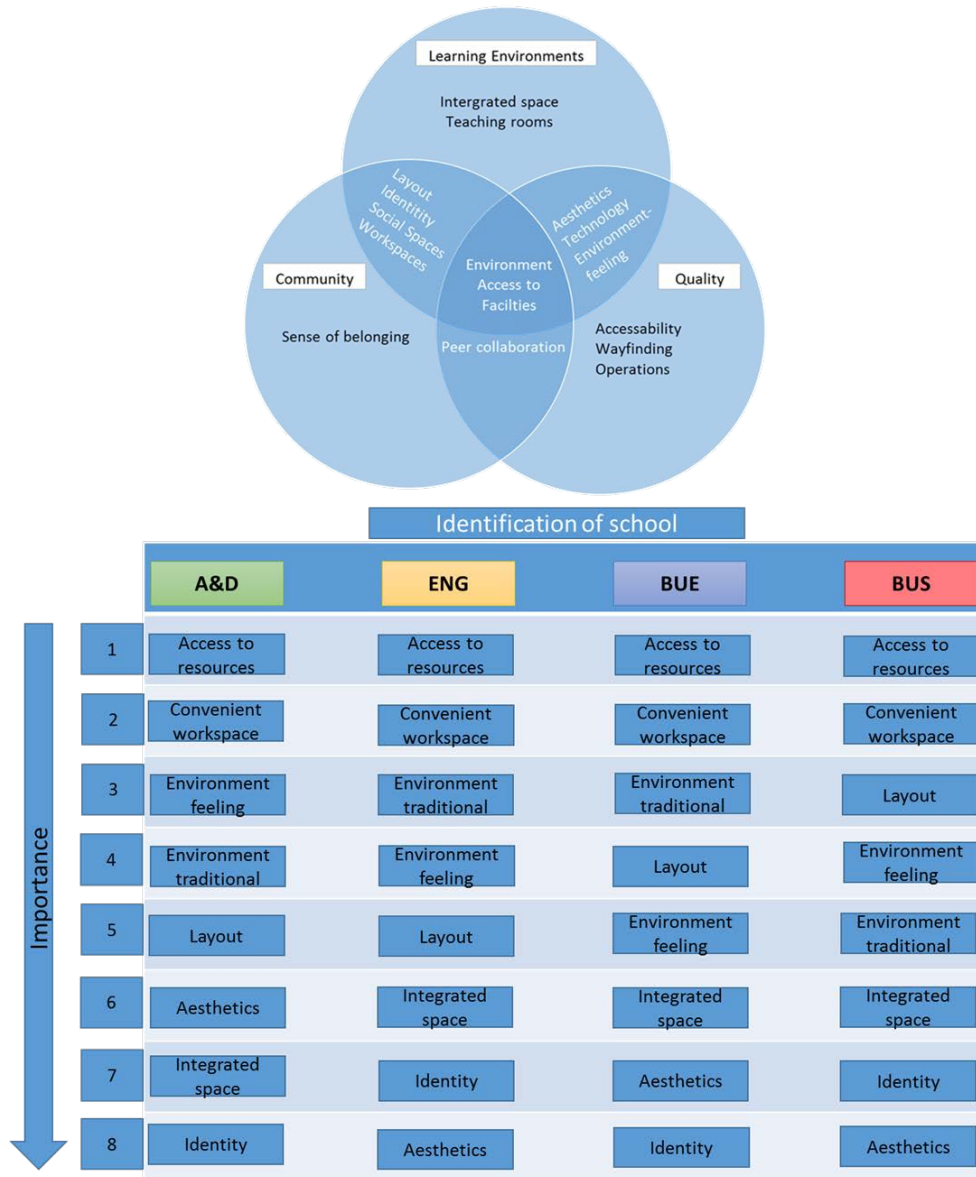 Learning Environments
Intergrated space
Teaching rooms
Layout
Identitity
Social Spaces
Workspaces
Aesthetics
Technology
Environment-
feeling
Environment
Access to
Facilties
Community
Quality
Sense of belonging
Peer collaboration
Accessability
Wayfinding
Operations
Identification of school
A&D ENG BUE BUS
Importance
1
Access to
resources
Access to
resources
Access to
resources
Access to
resources
2
Convenient
workspace
Convenient
workspace
Convenient
workspace
Convenient
workspace
3
Environment
feeling
Environment
traditional
Environment
traditional
Layout
4
Environment
traditional
Environment
feeling
Layout
Environment
feeling
5
Layout
Layout
Environment
feeling
Environment
traditional
6
Aesthetics
Integrated
space
Integrated
space
Integrated
space
7
Integrated
space
Identity
Aesthetics
Identity
8
Identity
Aesthetics
Identity
Aesthetics